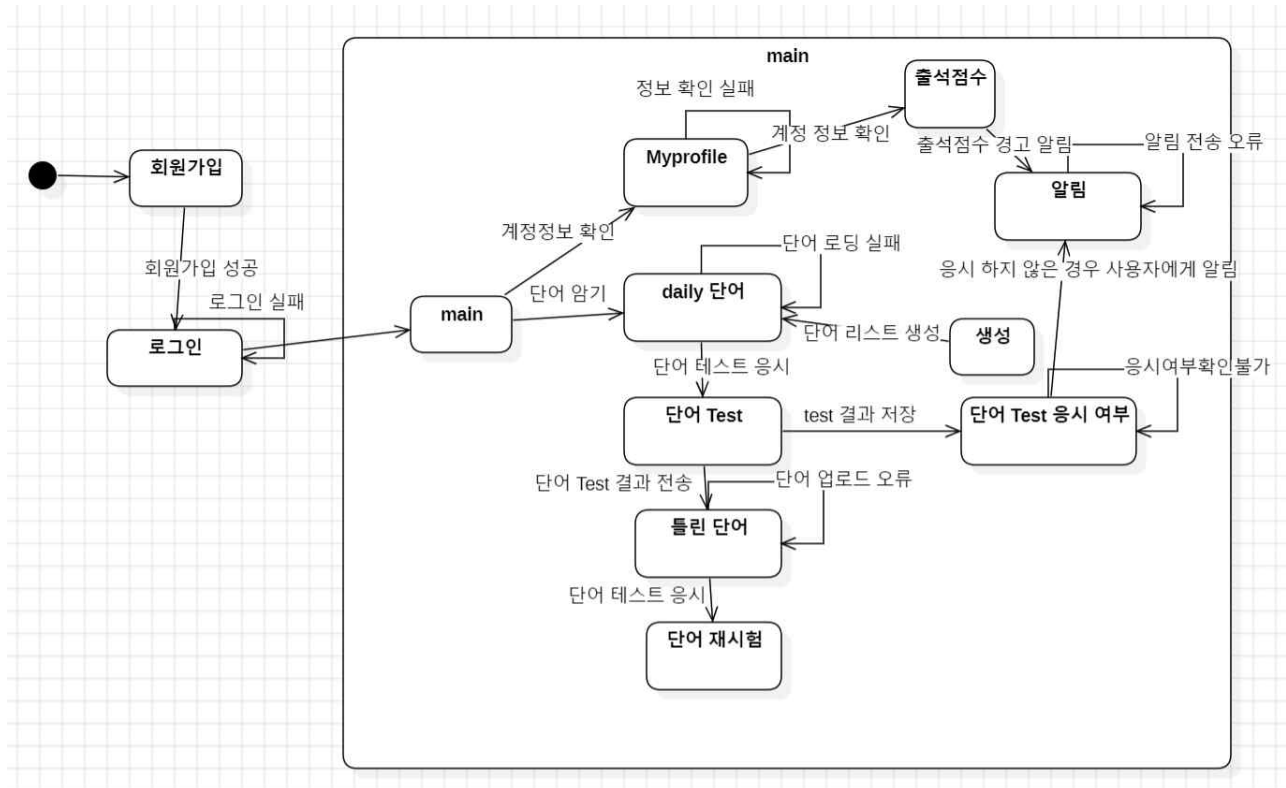 main
출석점수
정보 확인 실패
계정 정보 확인
출석점수 경고 알림
알림 전송 오류
Myprofile
회원가입
알림
계정정보 확인
단어 로딩 실패
회원가입 성공
응시 하지 않은 경우 사용자에게 알림
로그인 실패
단어 암기
daily 단어
main
단어 리스트 생성
생성
로그인
단어 테스트 응시
응시여부확인불가
단어 Test
test 결과 저장
단어 Test 응시 여부
단어 Test 결과 전송
단어 업로드 오류
틀린 단어
단어 테스트 응시
단어 재시험